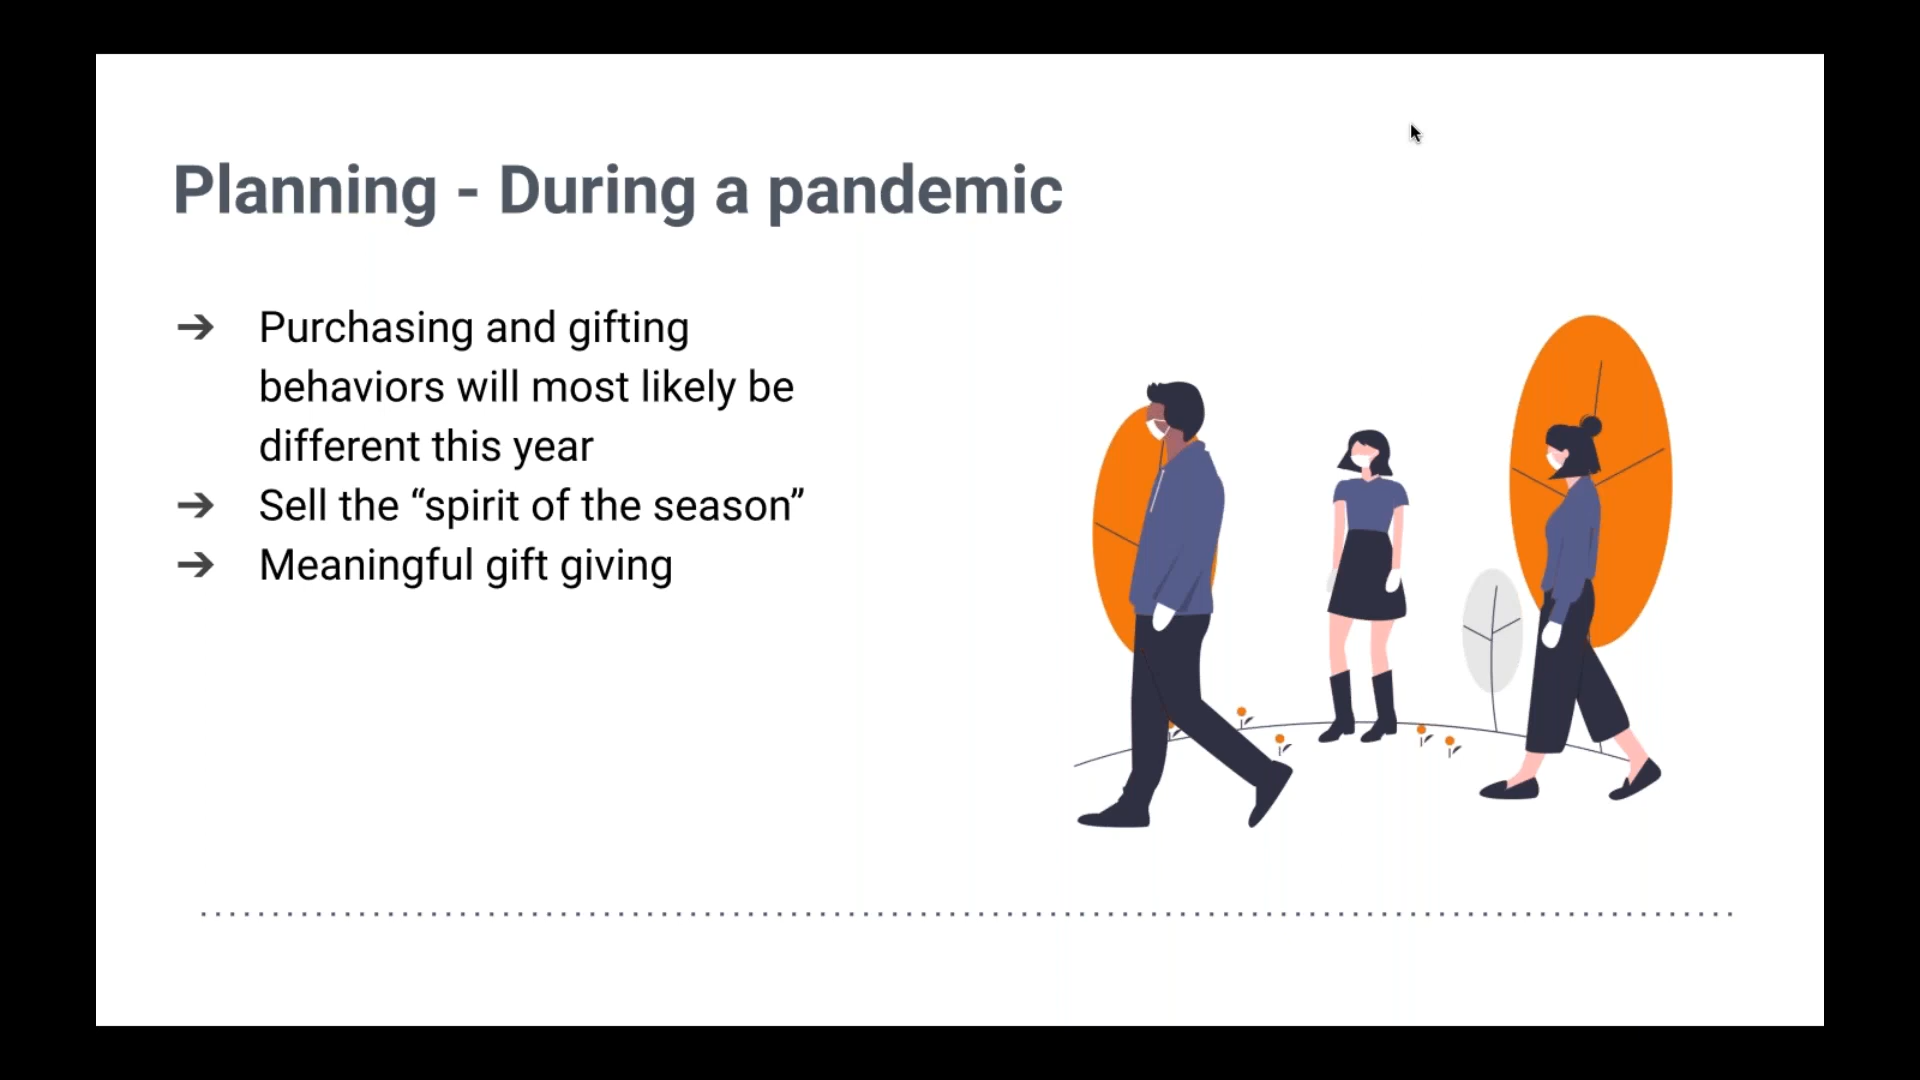 Planning - During a pandemic
➔ Purchasing and gifting
behaviors will most likely be
different this year
➔ Sell the “spirit of the season”
➔ Meaningful gift giving